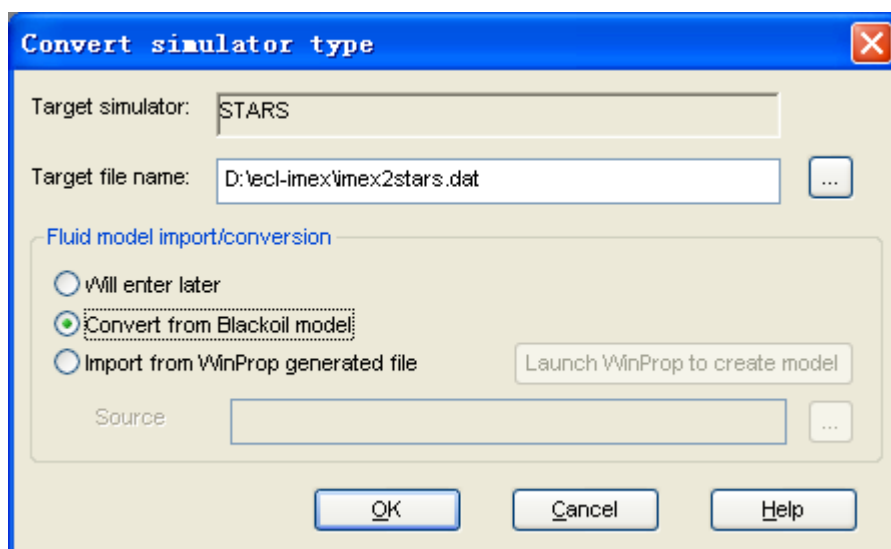 Convert simulator type
Target simulator: STARS
Target file name: D:\ecl-imex\imex2stars.dat ...
Fluid model import/conversion
Will enter later
Convert from Blackoil model
Import from WinProp generated file Launch WinProp to create model
Source ...
OK Cancel Help